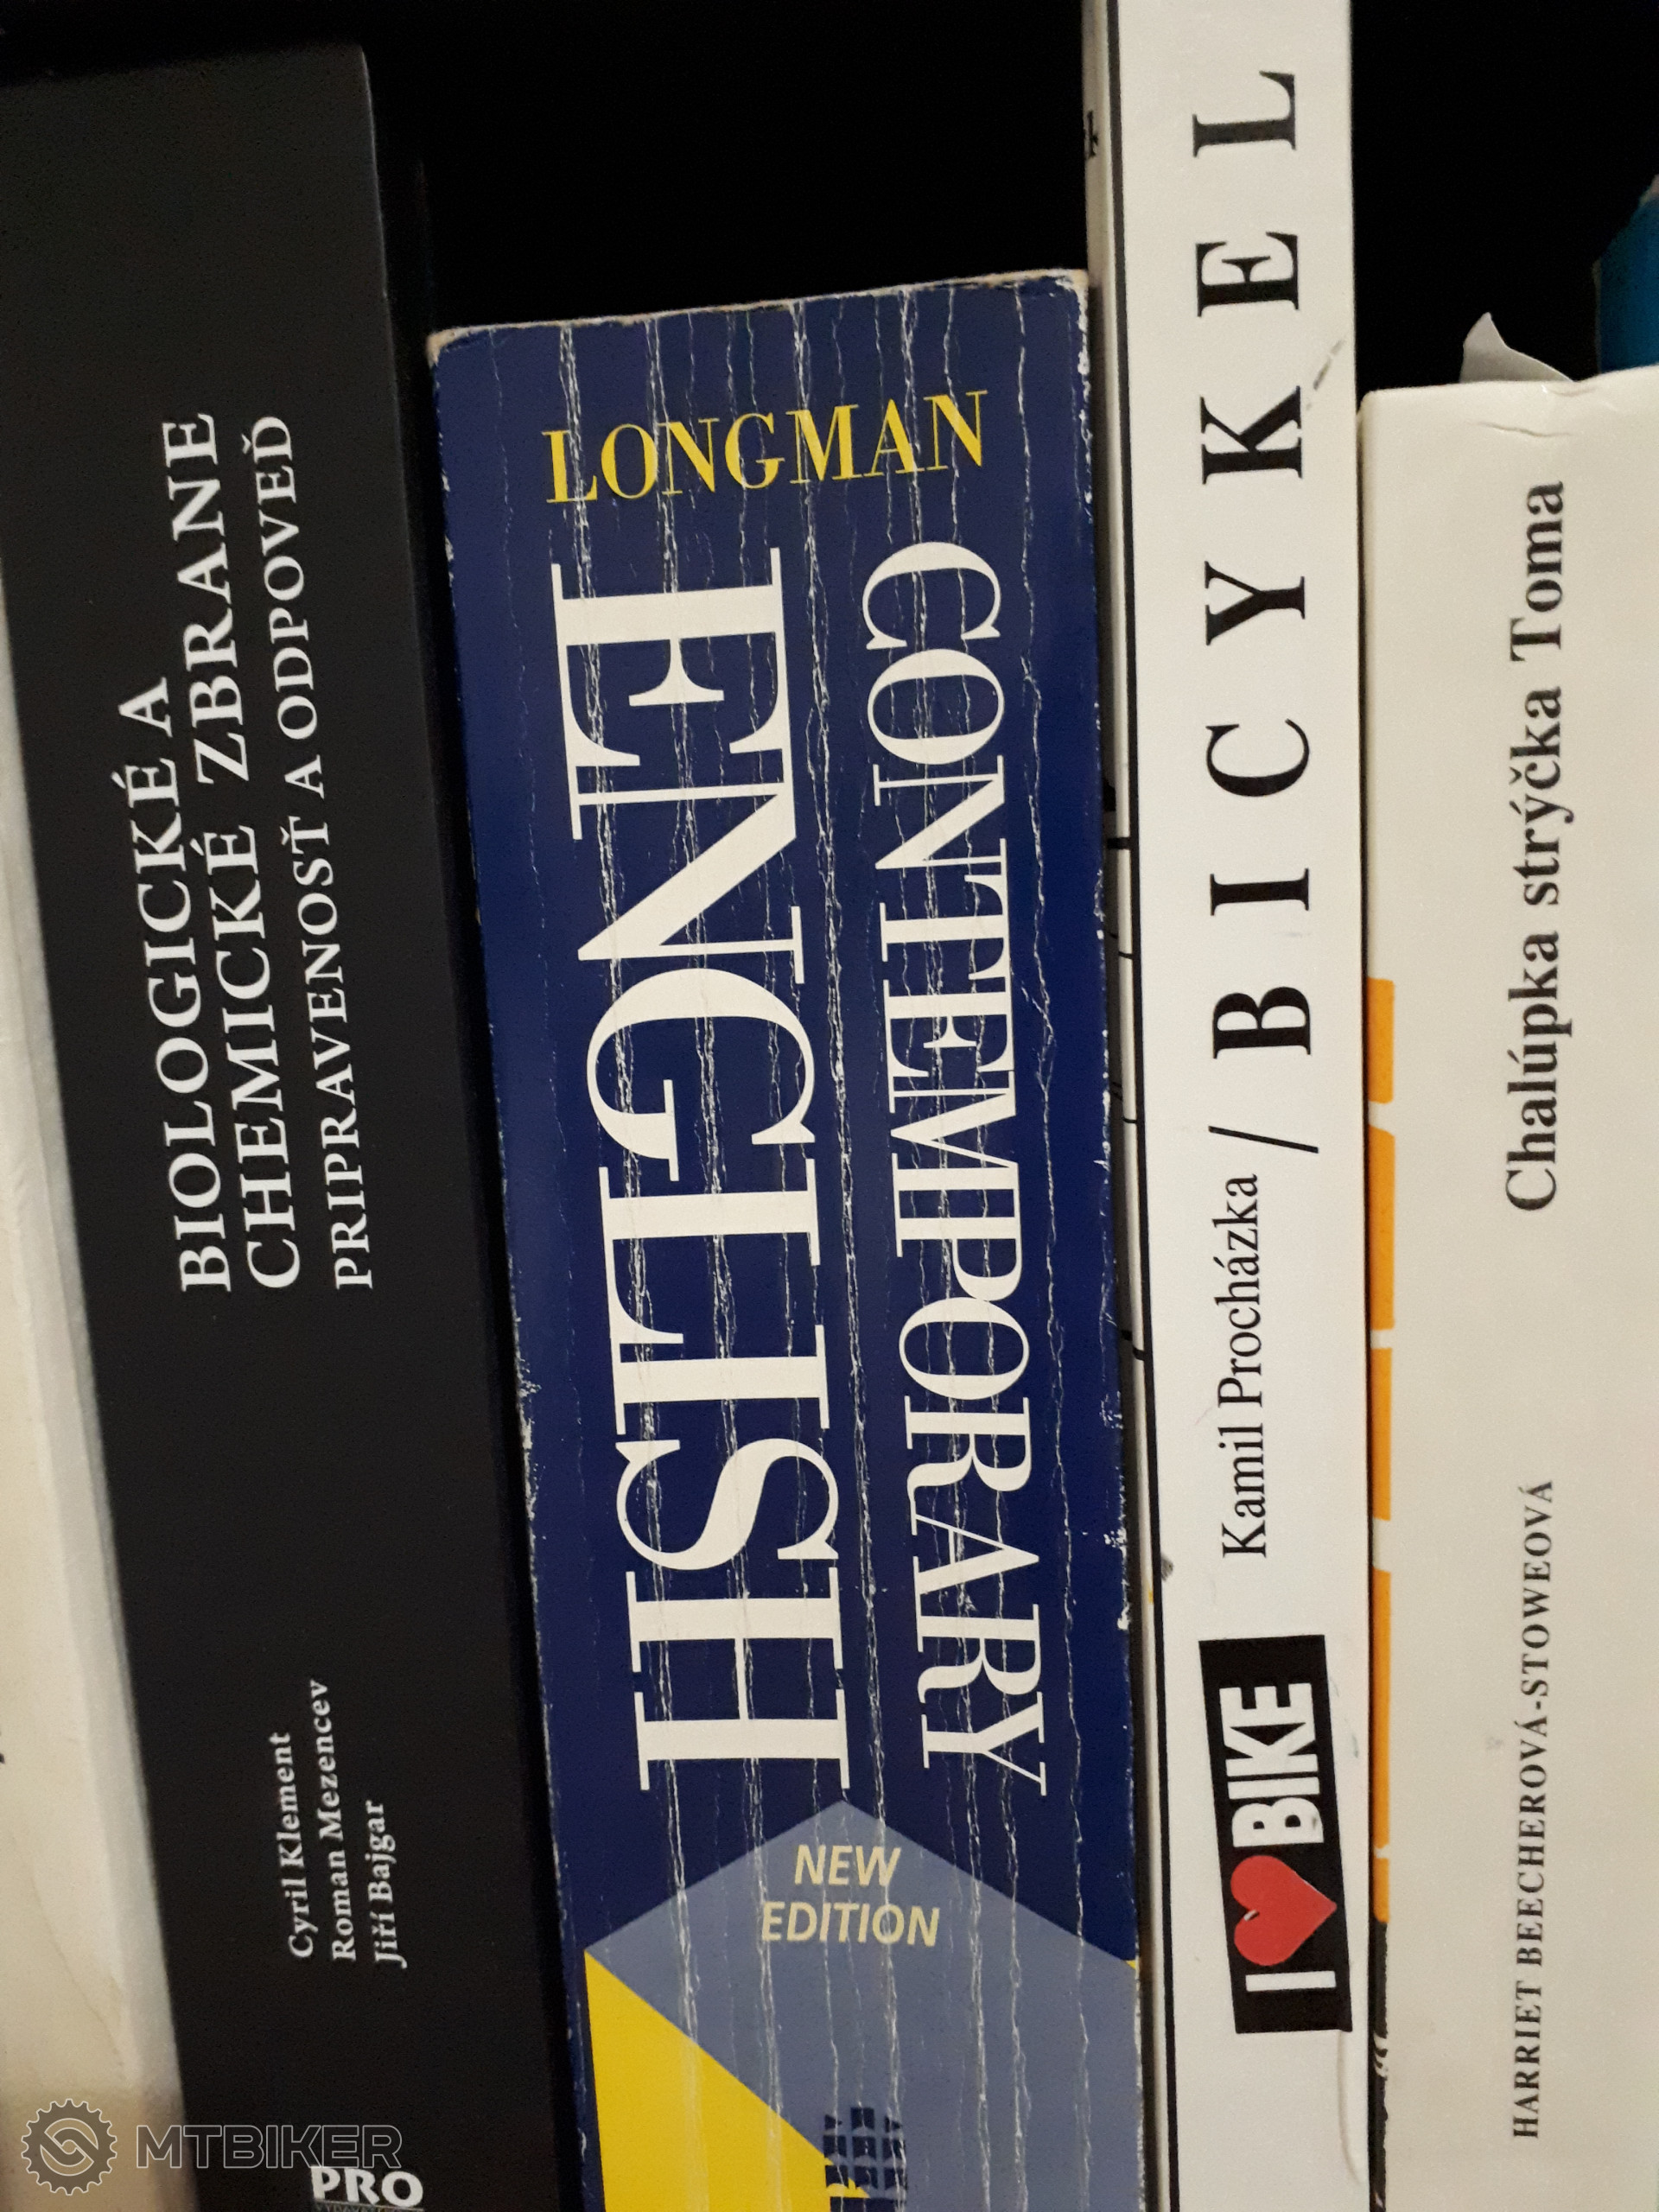 BIOLOGICKÉ A
CHEMICKÉ ZBRANE
PRIPRAVENOSŤ A ODPOVEĎ
Cyril Klement
Roman Mezencev
Jiří Bajgar
PRO
LONGMAN
CONTEMPORARY
ENGLISH
NEW
EDITION
I ❤ BIKE
Kamil Procházka / BICYKEL
HARRIET BEECHEROVÁ-STOWEOVÁ Chalúpka strýčka Toma
MTBIKER